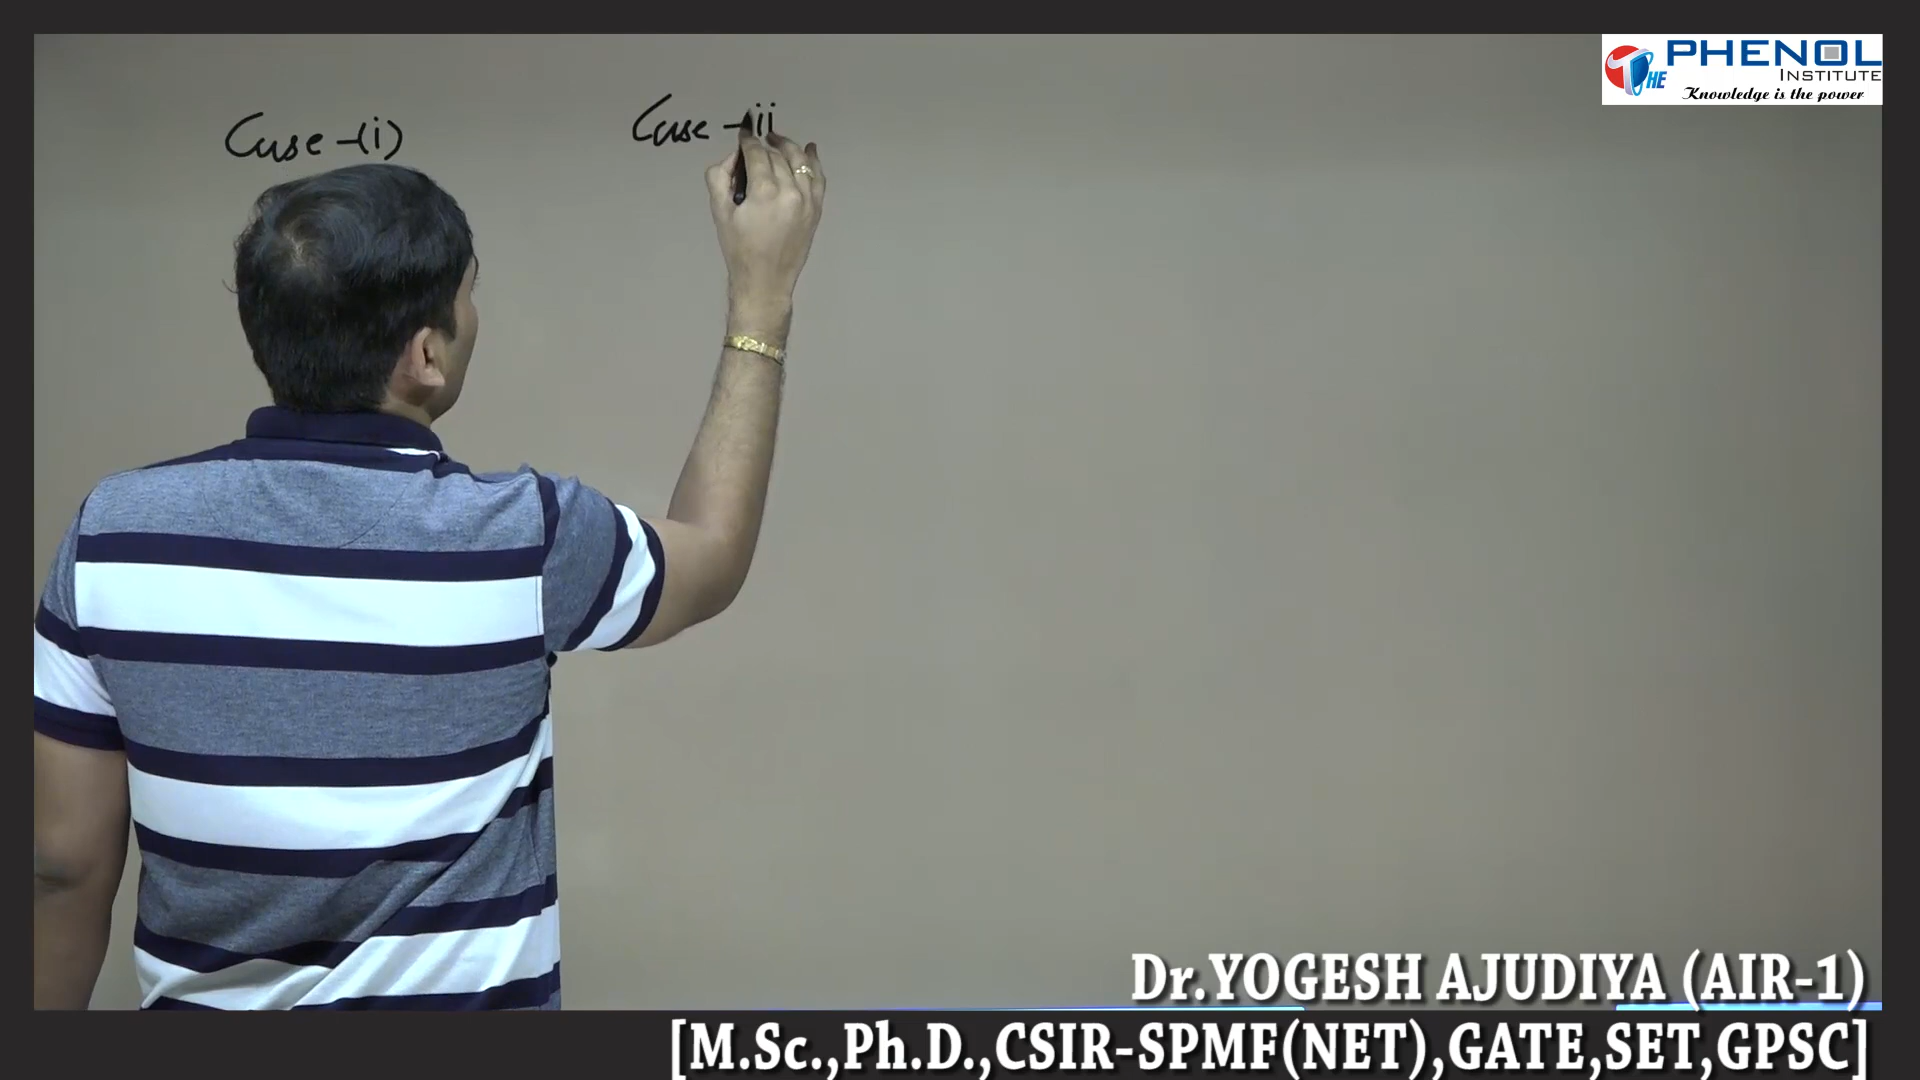 THE PHENOL
INSTITUTE
Knowledge is the power
Case-(i) Case-ii
Dr.YOGESH AJUDIYA (AIR-1)
[M.Sc.,Ph.D.,CSIR-SPMF(NET),GATE,SET,GPSC]